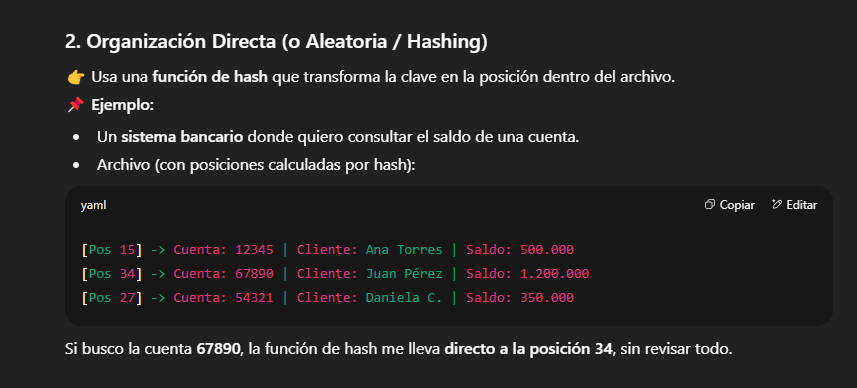 2. Organización Directa (o Aleatoria / Hashing)
👉 Usa una función de hash que transforma la clave en la posición dentro del archivo.
📌 Ejemplo:
• Un sistema bancario donde quiero consultar el saldo de una cuenta.
• Archivo (con posiciones calculadas por hash):
yaml Copiar Editar
[Pos 15] -> Cuenta: 12345 | Cliente: Ana Torres | Saldo: 500.000
[Pos 34] -> Cuenta: 67890 | Cliente: Juan Pérez | Saldo: 1.200.000
[Pos 27] -> Cuenta: 54321 | Cliente: Daniela C. | Saldo: 350.000
Si busco la cuenta 67890, la función de hash me lleva directo a la posición 34, sin revisar todo.